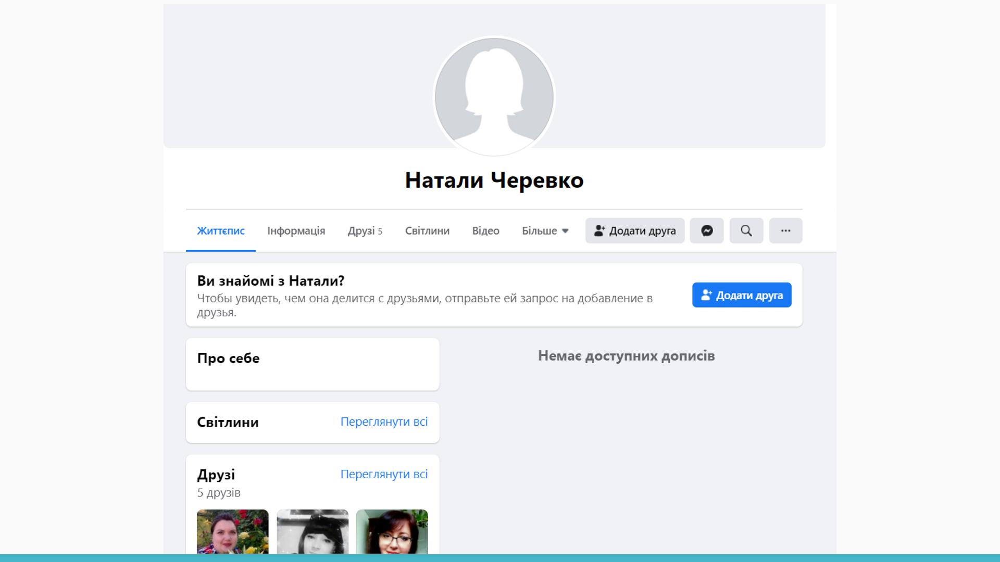 Натали Черевко
Життєпис Інформація Друзі 5 Світлини Відео Більше Додати друга
Ви знайомі з Натали?
Чтобы увидеть, чем она делится с друзьями, отправьте ей запрос на добавление в
друзья.
Додати друга
Про себе
Немає доступних дописів
Світлини Переглянути всі
Друзі Переглянути всі
5 друзів